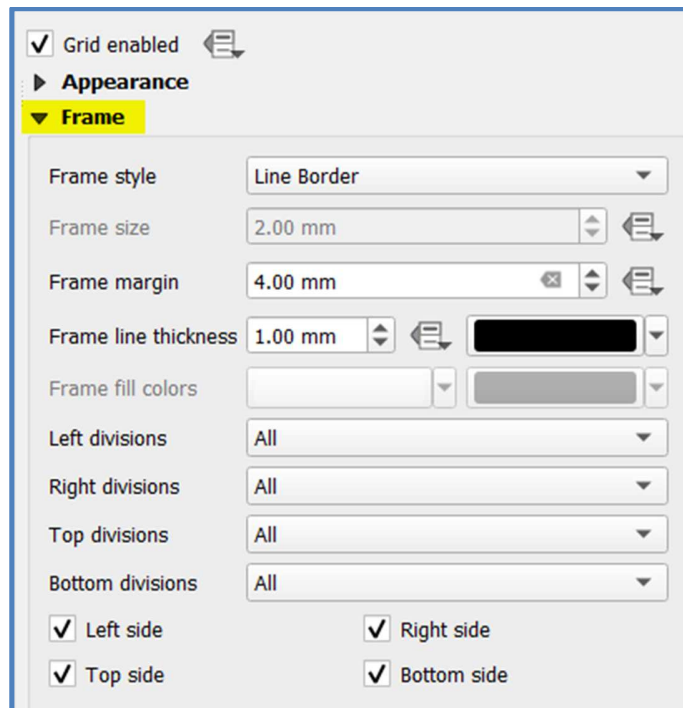 Grid enabled
Appearance
Frame
Frame style Line Border
Frame size 2.00 mm
Frame margin 4.00 mm
Frame line thickness 1.00 mm
Frame fill colors
Left divisions All
Right divisions All
Top divisions All
Bottom divisions All
Left side Right side
Top side Bottom side